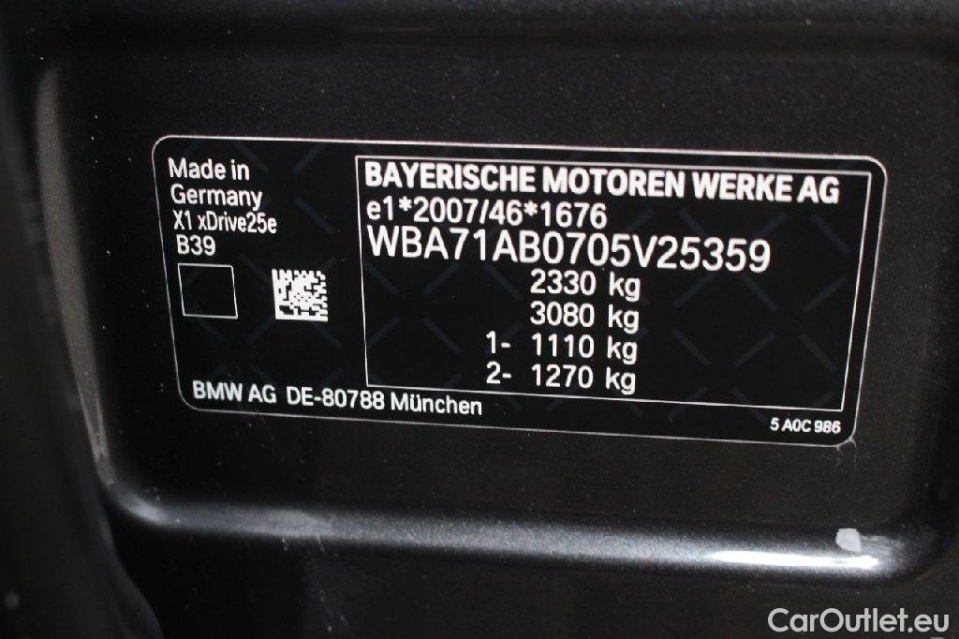 Made in
Germany
X1 xDrive25e
B39
BAYERISCHE MOTOREN WERKE AG
e1*2007/46*1676
WBA71AB0705V25359
2330 kg
3080 kg
1- 1110 kg
2- 1270 kg
BMW AG DE-80788 München
5 A0C 986
CarOutlet.eu